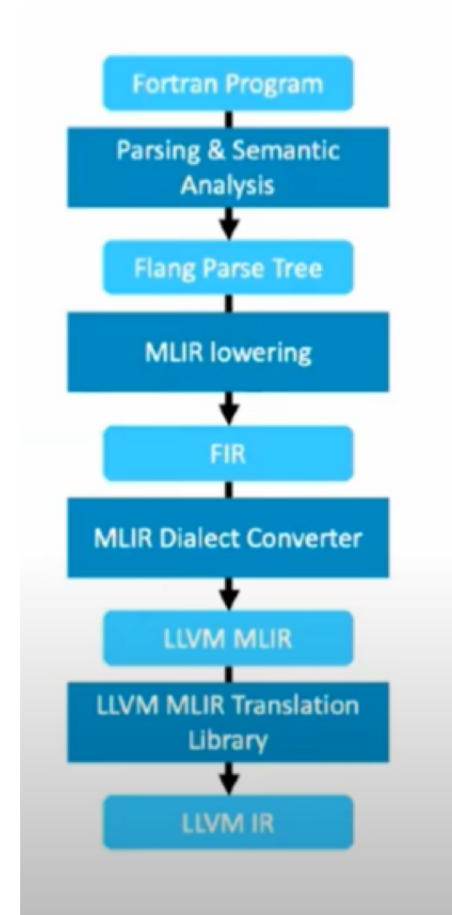 Fortran Program
Parsing & Semantic
Analysis
Flang Parse Tree
MLIR lowering
FIR
MLIR Dialect Converter
LLVM MLIR
LLVM MLIR Translation
Library
LLVM IR